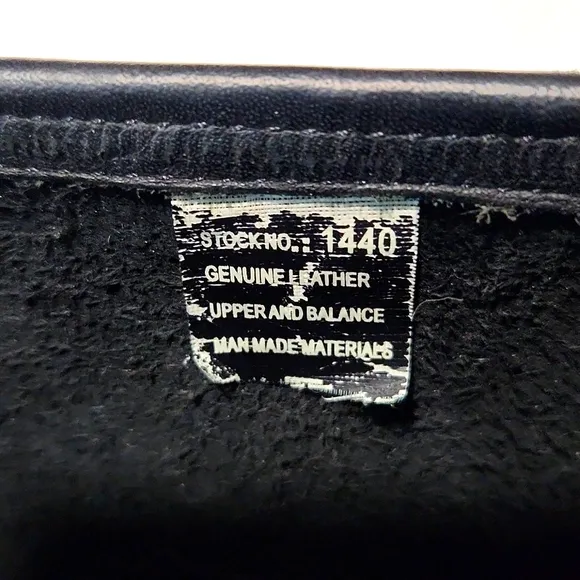 STOCK NO.: 1440
GENUINE LEATHER
UPPER AND BALANCE
MAN MADE MATERIALS